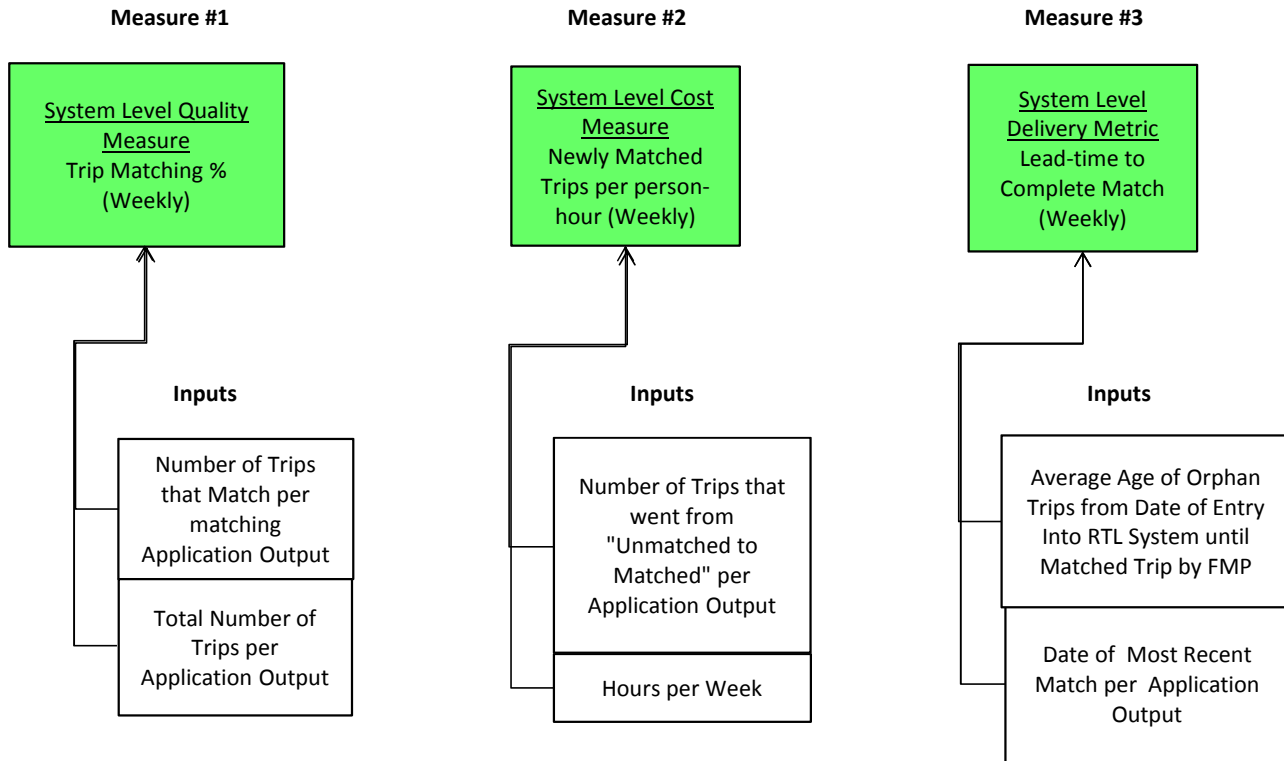 Measure #1
System Level Quality
Measure
Trip Matching %
(Weekly)
Inputs
Number of Trips
that Match per
matching
Application Output
Total Number of
Trips per
Application Output
Measure #2
System Level Cost
Measure
Newly Matched
Trips per person-
hour (Weekly)
Inputs
Number of Trips that
went from
"Unmatched to
Matched" per
Application Output
Hours per Week
Measure #3
System Level
Delivery Metric
Lead-time to
Complete Match
(Weekly)
Inputs
Average Age of Orphan
Trips from Date of Entry
Into RTL System until
Matched Trip by FMP
Date of Most Recent
Match per Application
Output